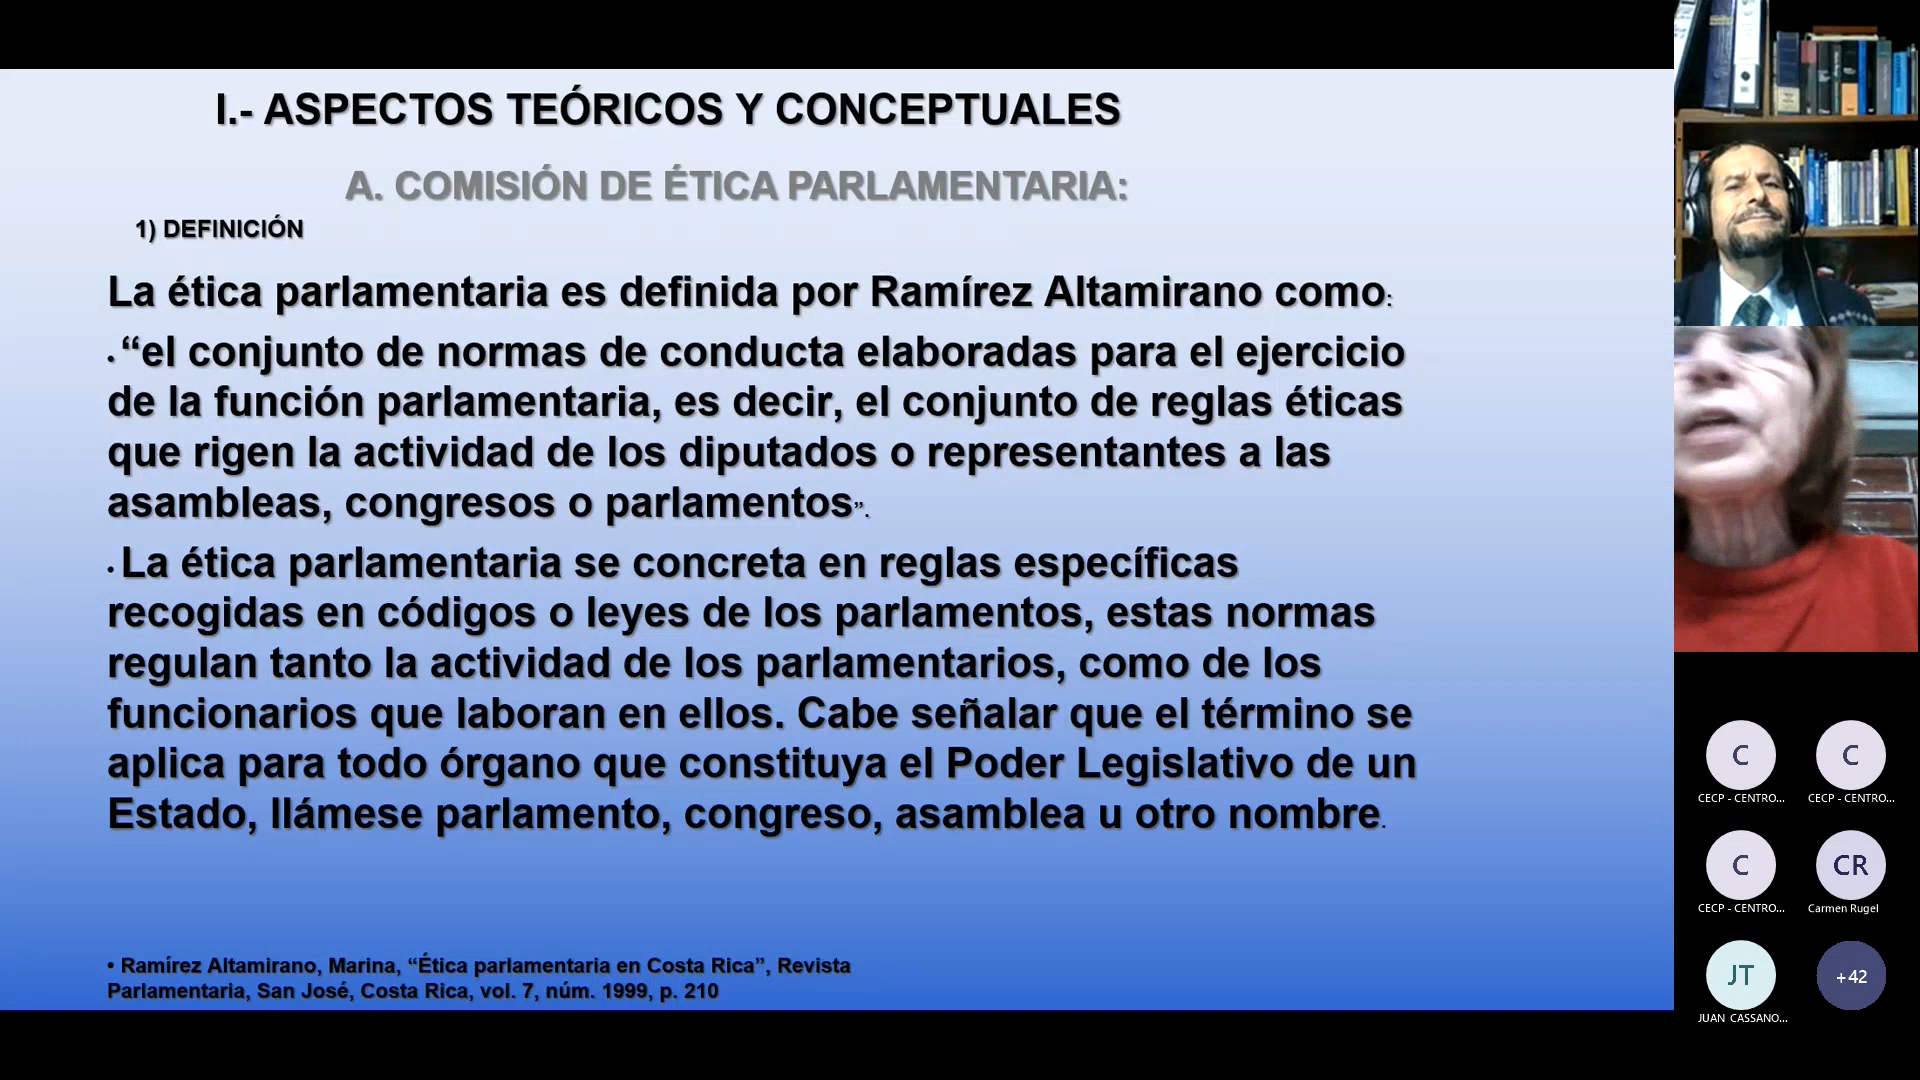 I.- ASPECTOS TEÓRICOS Y CONCEPTUALES
A. COMISIÓN DE ÉTICA PARLAMENTARIA:
1) DEFINICIÓN
La ética parlamentaria es definida por Ramírez Altamirano como:
• “el conjunto de normas de conducta elaboradas para el ejercicio
de la función parlamentaria, es decir, el conjunto de reglas éticas
que rigen la actividad de los diputados o representantes a las
asambleas, congresos o parlamentos”.
• La ética parlamentaria se concreta en reglas específicas
recogidas en códigos o leyes de los parlamentos, estas normas
regulan tanto la actividad de los parlamentarios, como de los
funcionarios que laboran en ellos. Cabe señalar que el término se
aplica para todo órgano que constituya el Poder Legislativo de un
Estado, llámese parlamento, congreso, asamblea u otro nombre.
• Ramírez Altamirano, Marina, “Ética parlamentaria en Costa Rica”, Revista
Parlamentaria, San José, Costa Rica, vol. 7, núm. 1999, p. 210
C
CECP - CENTRO...
C
CECP - CENTRO...
C
CECP - CENTRO...
CR
Carmen Rugel
JT
JUAN CASSANO...
+42